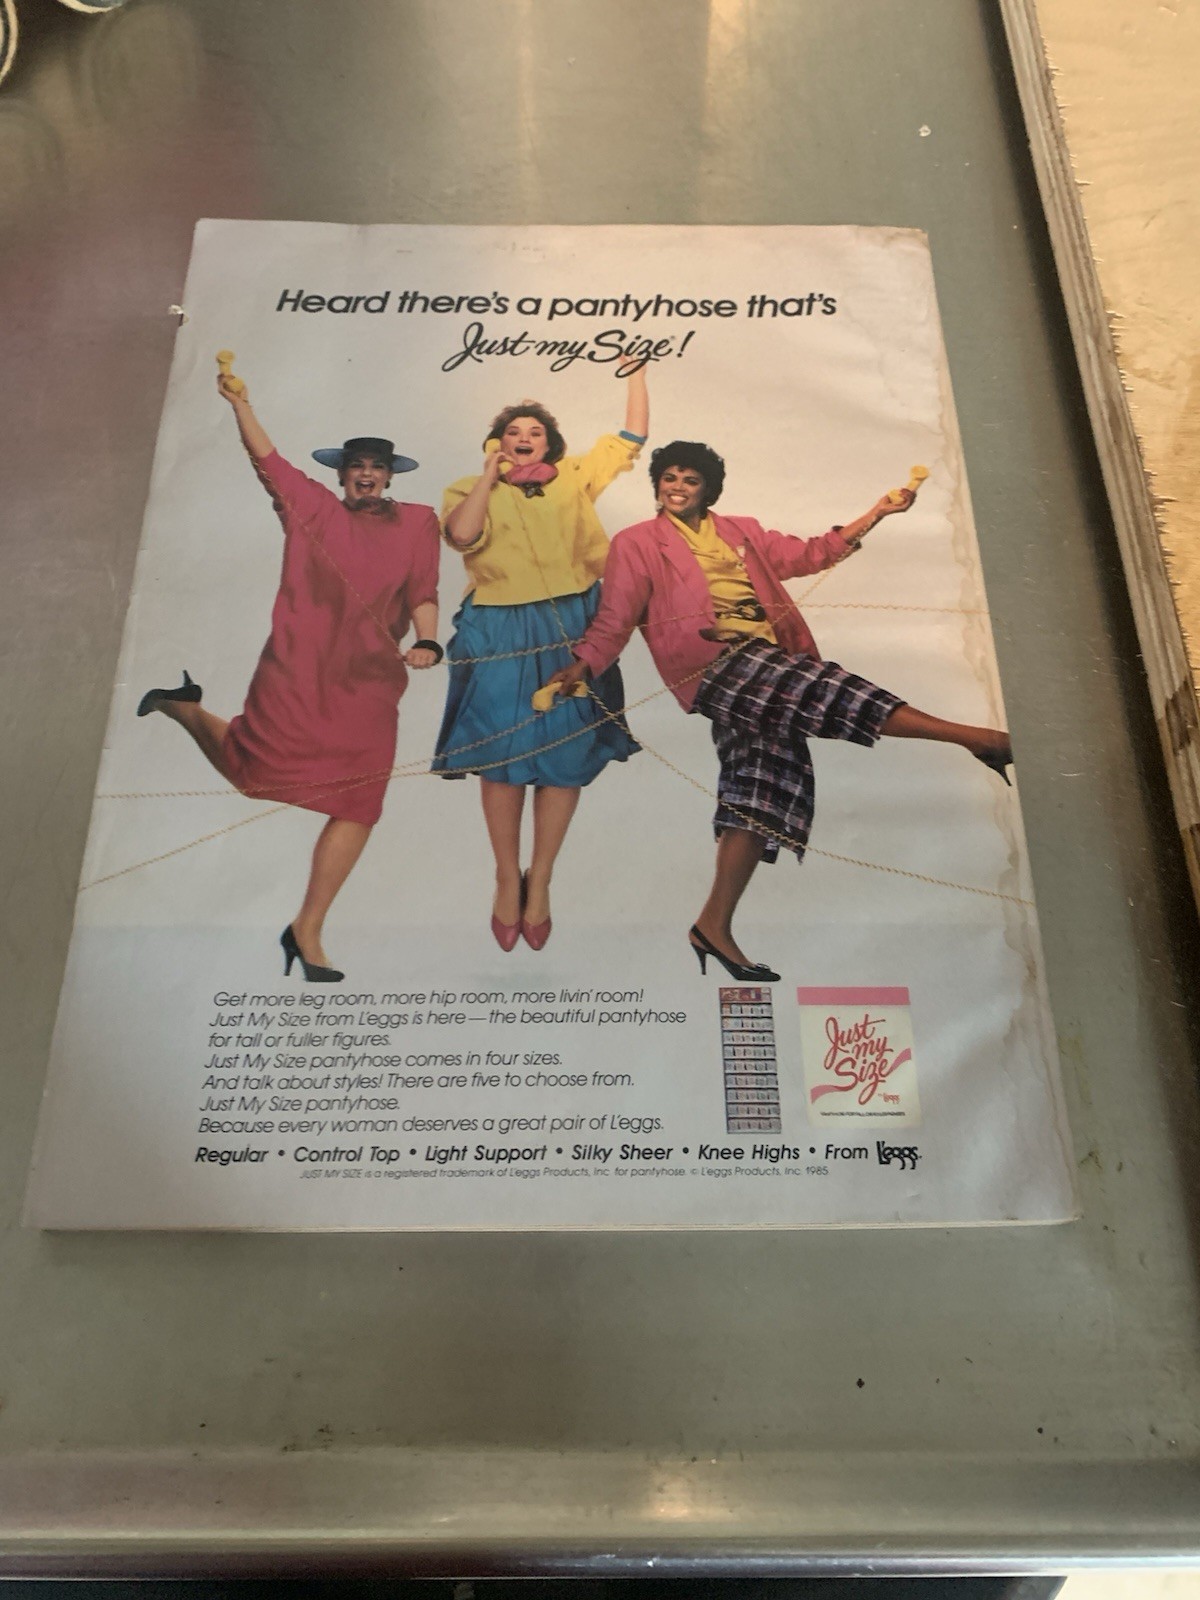 Heard there's a pantyhose that's
Just my Size!
Get more leg room, more hip room, more livin' room!
Just My Size from L'eggs is here—the beautiful pantyhose
for tall or fuller figures.
Just My Size pantyhose comes in four sizes.
And talk about styles! There are five to choose from.
Just My Size pantyhose.
Because every woman deserves a great pair of L'eggs.
Just
my
Size
Regular • Control Top • Light Support • Silky Sheer • Knee Highs • From L'eggs.
JUST MY SIZE is a registered trademark of L'eggs Products, Inc. for pantyhose. © L'eggs Products, Inc. 1985